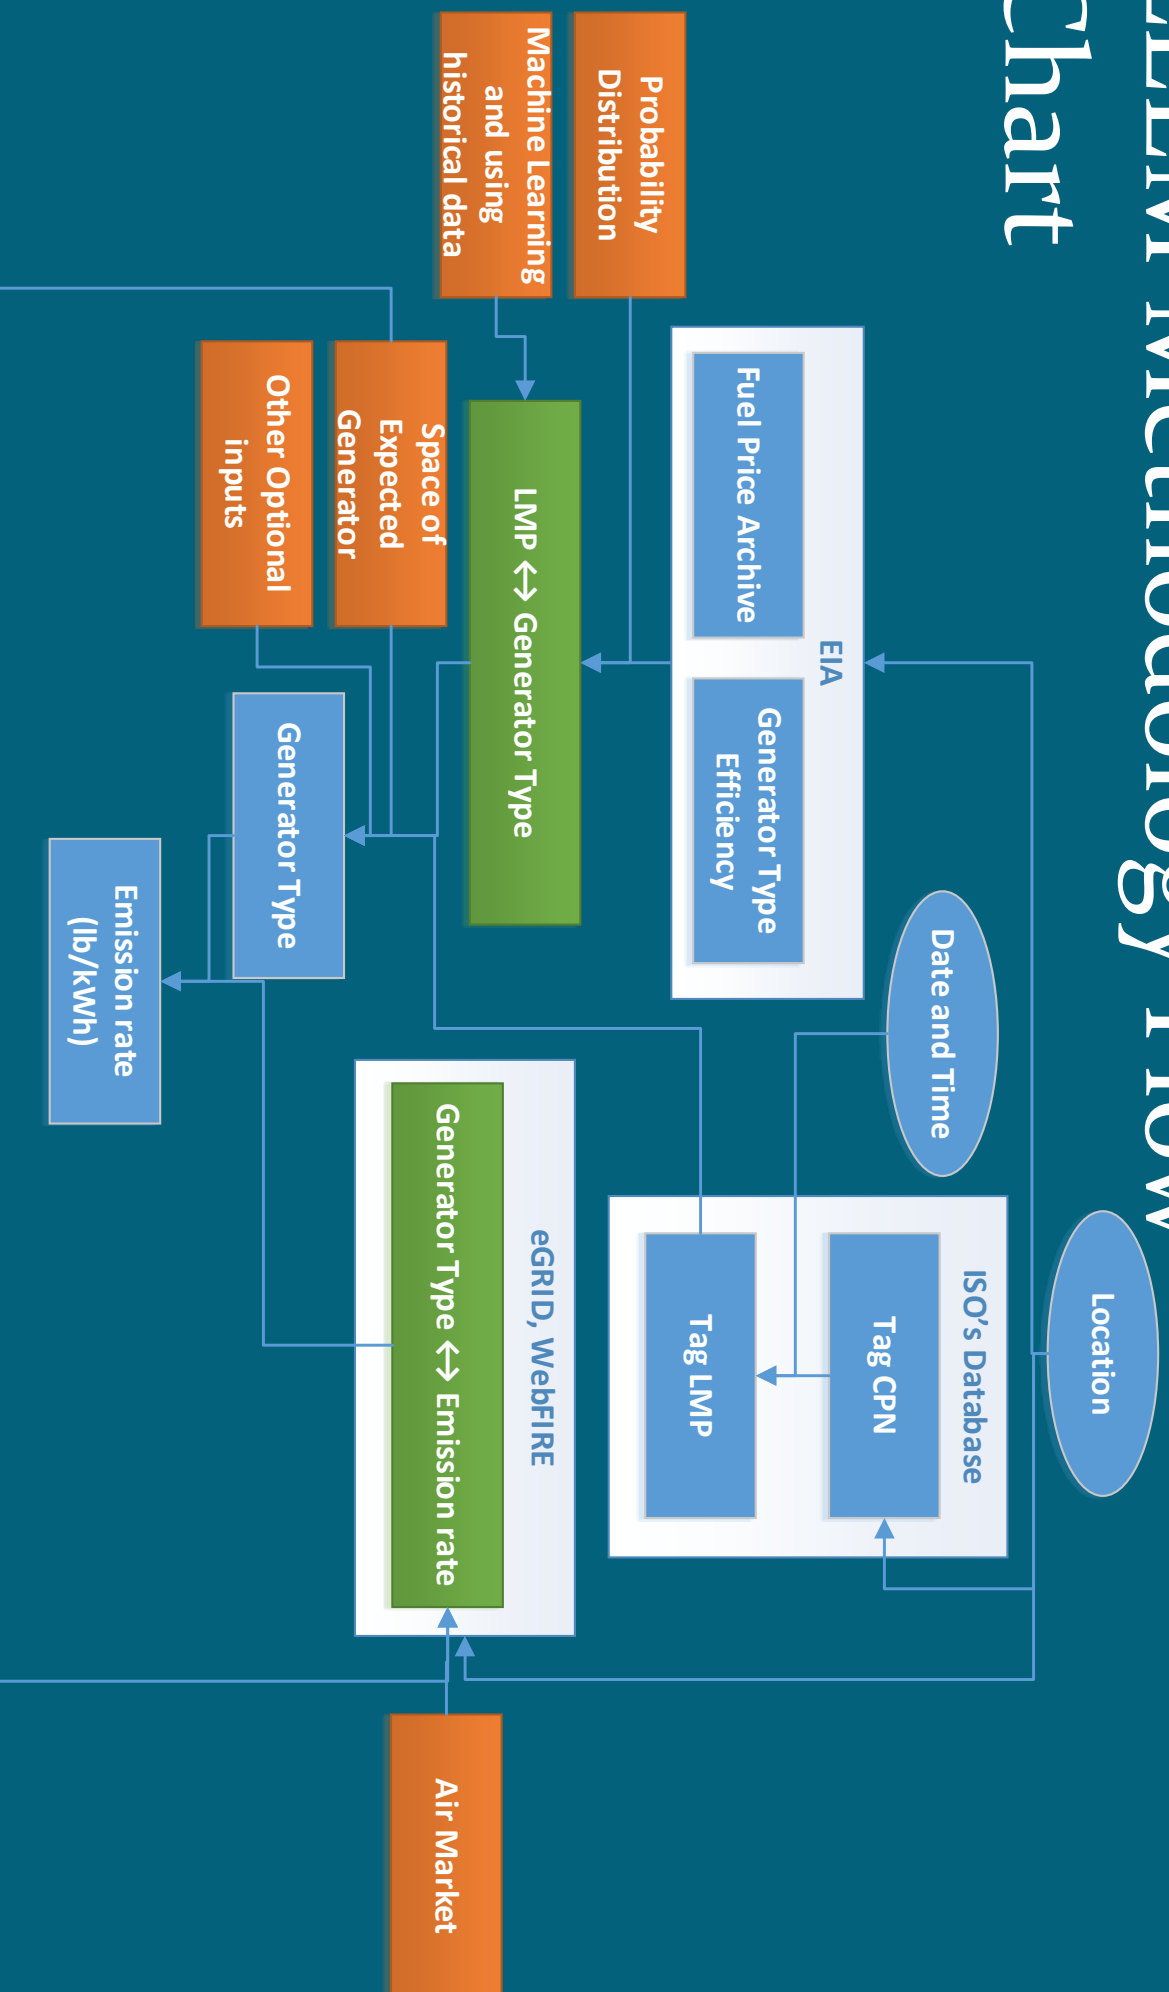 Methodology Flow
Chart
Location
Date and Time
ISO's Database
Tag CPN
Tag LMP
EIA
Fuel Price Archive
Generator Type
Efficiency
Probability
Distribution
Machine Learning
and using
historical data
LMP ↔ Generator Type
eGRID, WebFIRE
Generator Type ↔ Emission rate
Air Market
Space of
Expected
Generator
Other Optional
inputs
Generator Type
Emission rate
(lb/kWh)